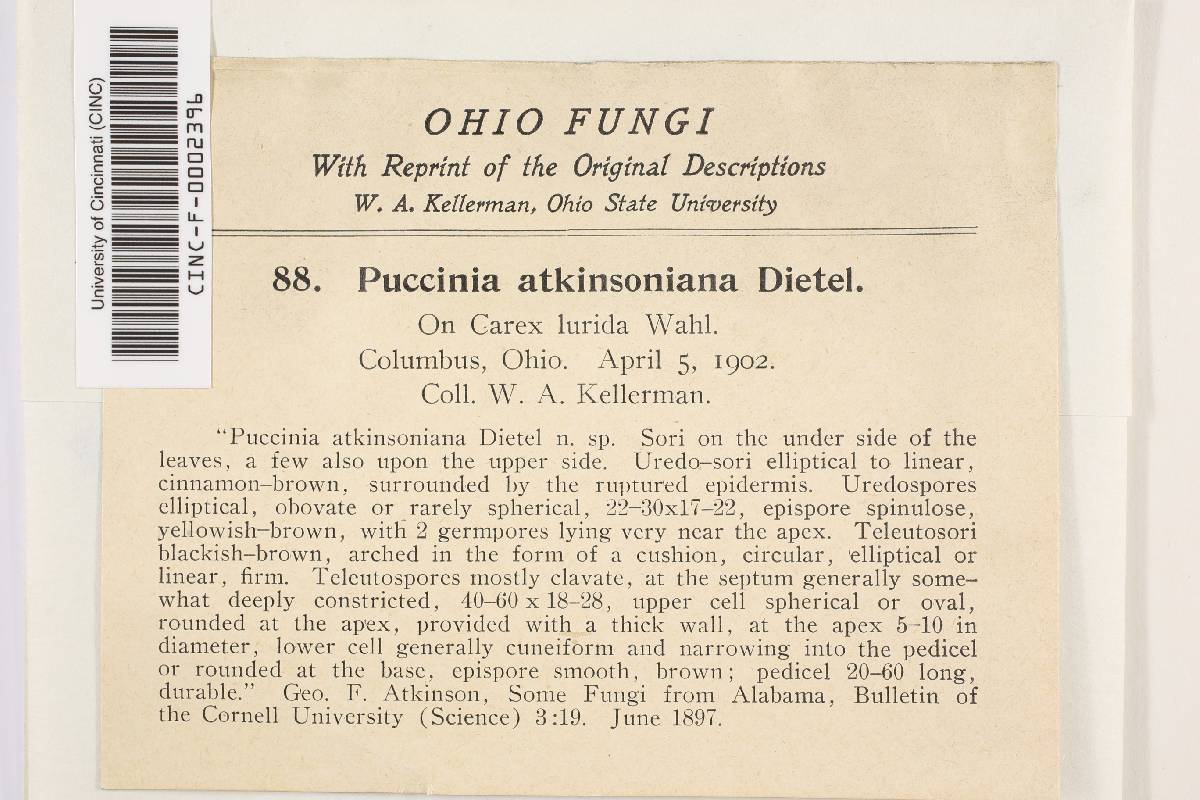 University of Cincinnati (CINC)
CINC-F-0002396
OHIO FUNGI
With Reprint of the Original Descriptions
W. A. Kellerman, Ohio State University
88. Puccinia atkinsoniana Dietel.
On Carex lurida Wahl.
Columbus, Ohio. April 5, 1902.
Coll. W. A. Kellerman.
“Puccinia atkinsoniana Dietel n. sp. Sori on the under side of the
leaves, a few also upon the upper side. Uredo-sori elliptical to linear,
cinnamon-brown, surrounded by the ruptured epidermis. Uredospores
elliptical, obovate or rarely spherical, 22-30x17-22, epispore spinulose,
yellowish-brown, with 2 germpores lying very near the apex. Teleutosori
blackish-brown, arched in the form of a cushion, circular, elliptical or
linear, firm. Teleutospores mostly clavate, at the septum generally some-
what deeply constricted, 40-60 x 18-28, upper cell spherical or oval,
rounded at the apex, provided with a thick wall, at the apex 5-10 in
diameter, lower cell generally cuneiform and narrowing into the pedicel
or rounded at the base, epispore smooth, brown; pedicel 20-60 long,
durable.” Geo. F. Atkinson, Some Fungi from Alabama, Bulletin of
the Cornell University (Science) 3:19. June 1897.